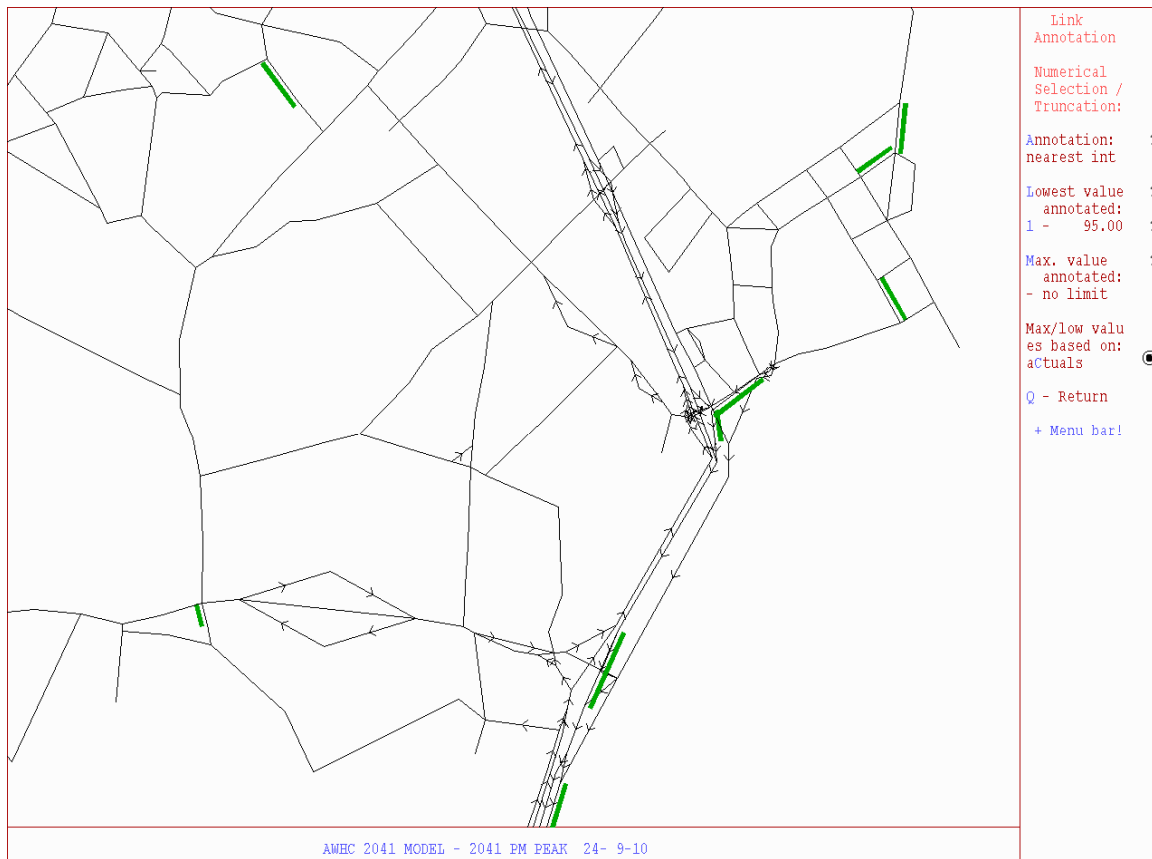 Link
Annotation
Numerical
Selection /
Truncation:
Annotation:
nearest int
Lowest value
annotated:
1 - 95.00
Max. value
annotated:
- no limit
Max/low valu
es based on:
aCtuals
Q - Return
+ Menu bar!
AWHC 2041 MODEL - 2041 PM PEAK 24- 9-10